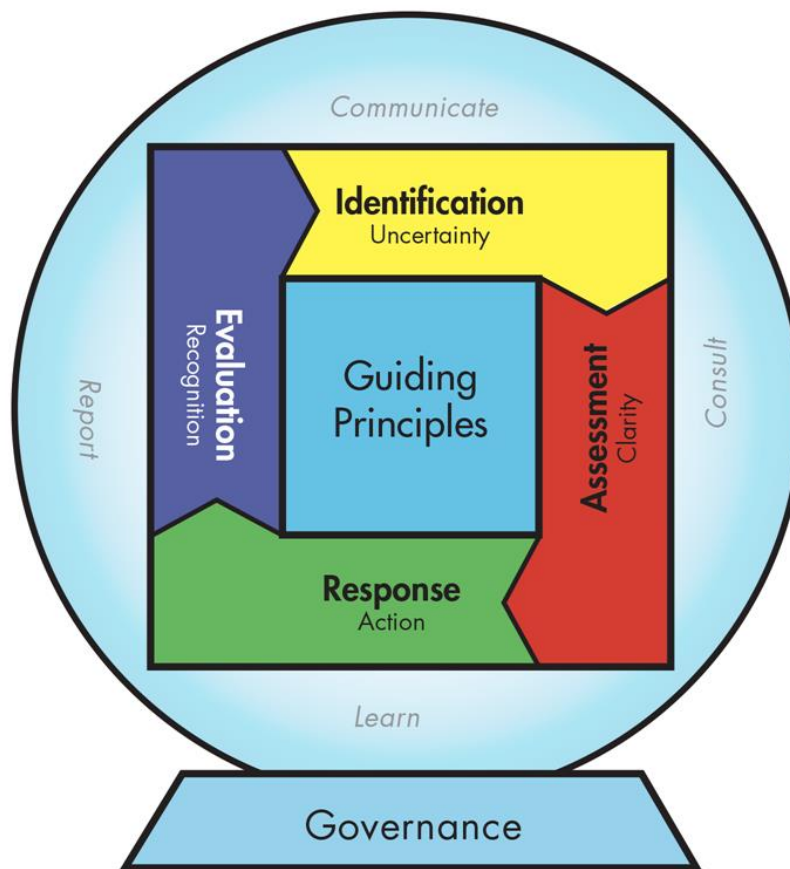 Communicate
Identification
Uncertainty
Evaluation
Recognition
Guiding
Principles
Assessment
Clarity
Report
Consult
Response
Action
Learn
Governance